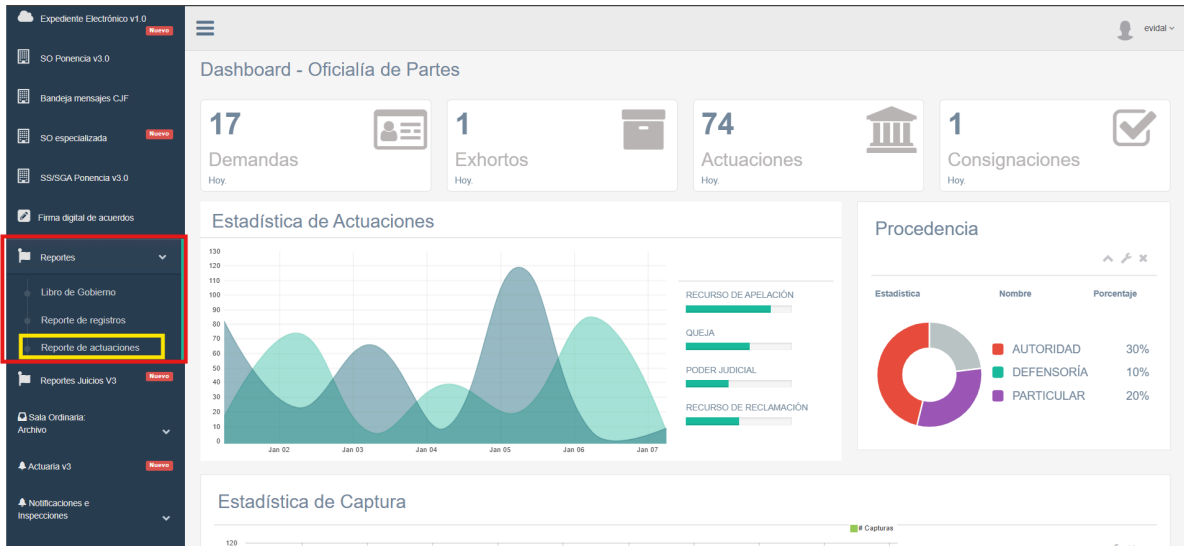 Expediente Electrónico v1.0
Nuevo
SO Ponencia v3.0
Bandeja mensajes CJF
SO especializada
Nuevo
SS/SGA Ponencia v3.0
Firma digital de acuerdos
Reportes
Libro de Gobierno
Reporte de registros
Reporte de actuaciones
Reportes Juicios V3
Nuevo
Sala Ordinaria:
Archivo
Actuaria v3
Nuevo
Notificaciones e
Inspecciones
evidal
Dashboard - Oficialía de Partes
17
Demandas
Hoy.
1
Exhortos
Hoy.
74
Actuaciones
Hoy.
1
Consignaciones
Hoy.
Estadística de Actuaciones
130
120
110
100
90
80
70
60
50
40
30
20
10
0
Jan 02 Jan 03 Jan 04 Jan 05 Jan 06 Jan 07
RECURSO DE APELACIÓN
QUEJA
PODER JUDICIAL
RECURSO DE RECLAMACIÓN
Procedencia
Estadística Nombre Porcentaje
AUTORIDAD 30%
DEFENSORÍA 10%
PARTICULAR 20%
Estadística de Captura
# Capturas
120